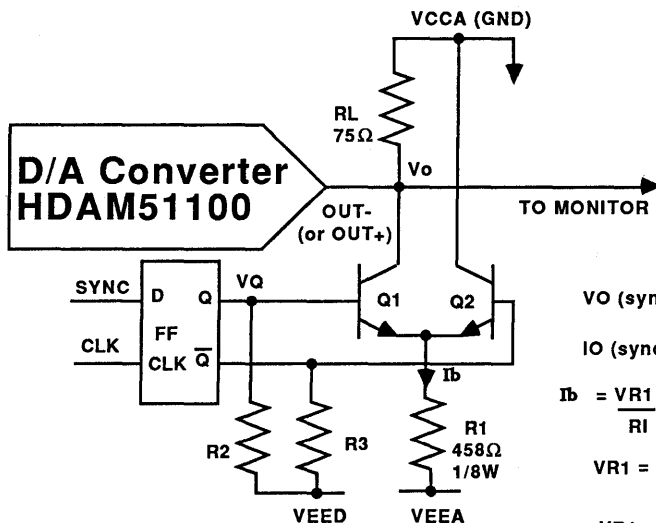 VCCA (GND)
RL
75Ω
D/A Converter
HDAM51100
Vo
OUT-
(or OUT+)
TO MONITOR
SYNC
D
Q
VQ
Q1
Q2
VO (syn
FF
CLK
CLK
Q̅
IO (sync
Ib
Ib = VR1
RI
R2
R3
R1
458Ω
1/8W
VR1 =
VEED
VEEA